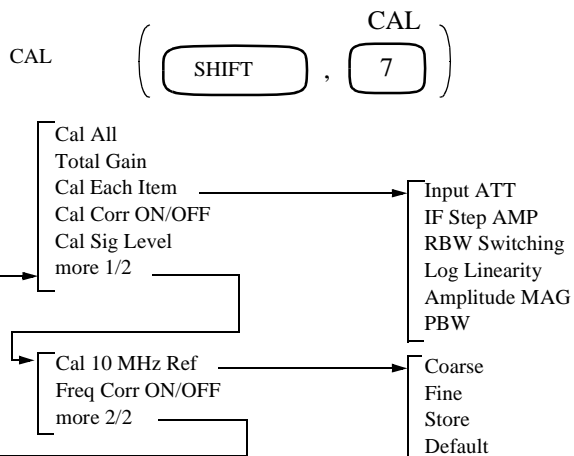 CAL
CAL
SHIFT , 7
Cal All
Total Gain
Cal Each Item
Cal Corr ON/OFF
Cal Sig Level
more 1/2
Input ATT
IF Step AMP
RBW Switching
Log Linearity
Amplitude MAG
PBW
Cal 10 MHz Ref
Freq Corr ON/OFF
more 2/2
Coarse
Fine
Store
Default